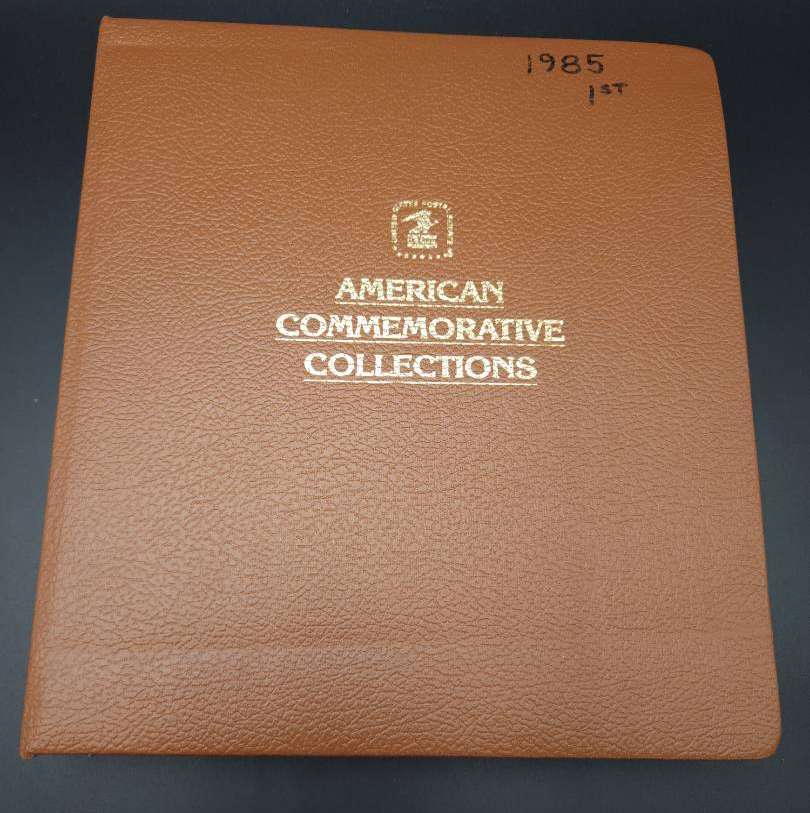 1985
1ST
AMERICAN
COMMEMORATIVE
COLLECTIONS